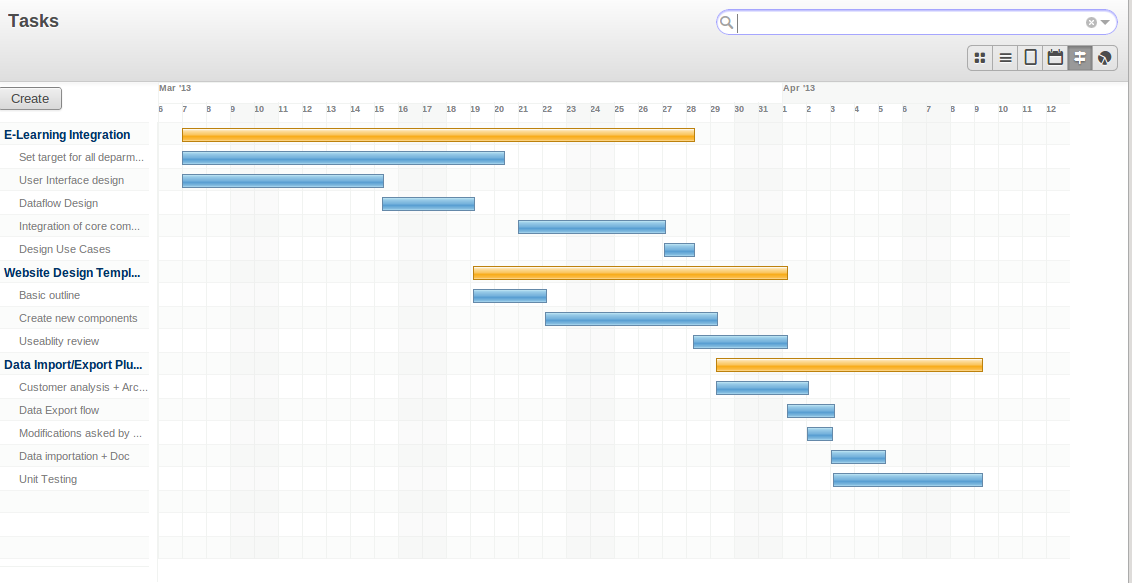 Tasks
Create
Mar '13 Apr '13
6 7 8 9 10 11 12 13 14 15 16 17 18 19 20 21 22 23 24 25 26 27 28 29 30 31 1 2 3 4 5 6 7 8 9 10 11 12
E-Learning Integration
Set target for all deparm...
User Interface design
Dataflow Design
Integration of core com...
Design Use Cases
Website Design Templ...
Basic outline
Create new components
Useablity review
Data Import/Export Plu...
Customer analysis + Arc...
Data Export flow
Modifications asked by ...
Data importation + Doc
Unit Testing